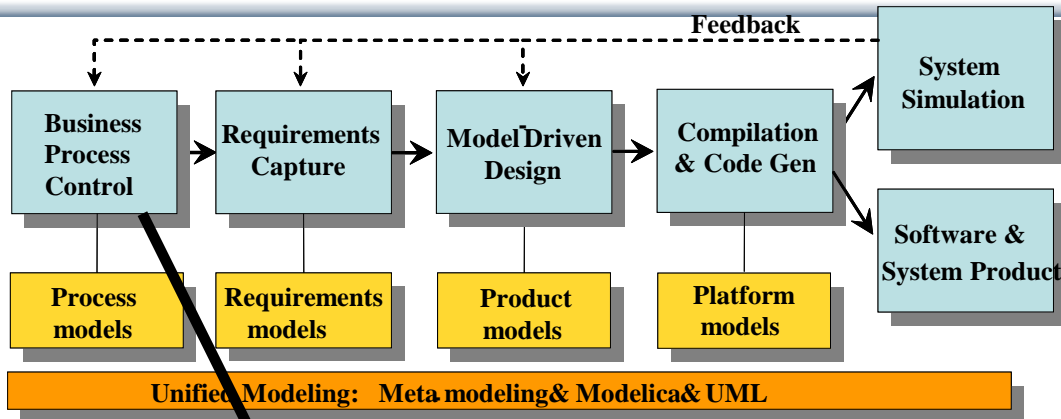 Feedback
System
Simulation
Business
Process
Control
Requirements
Capture
Model-Driven
Design
Compilation
& Code Gen
Software &
System Product
Process
models
Requirements
models
Product
models
Platform
models
Unified Modeling: Meta-modeling& Modelica& UML